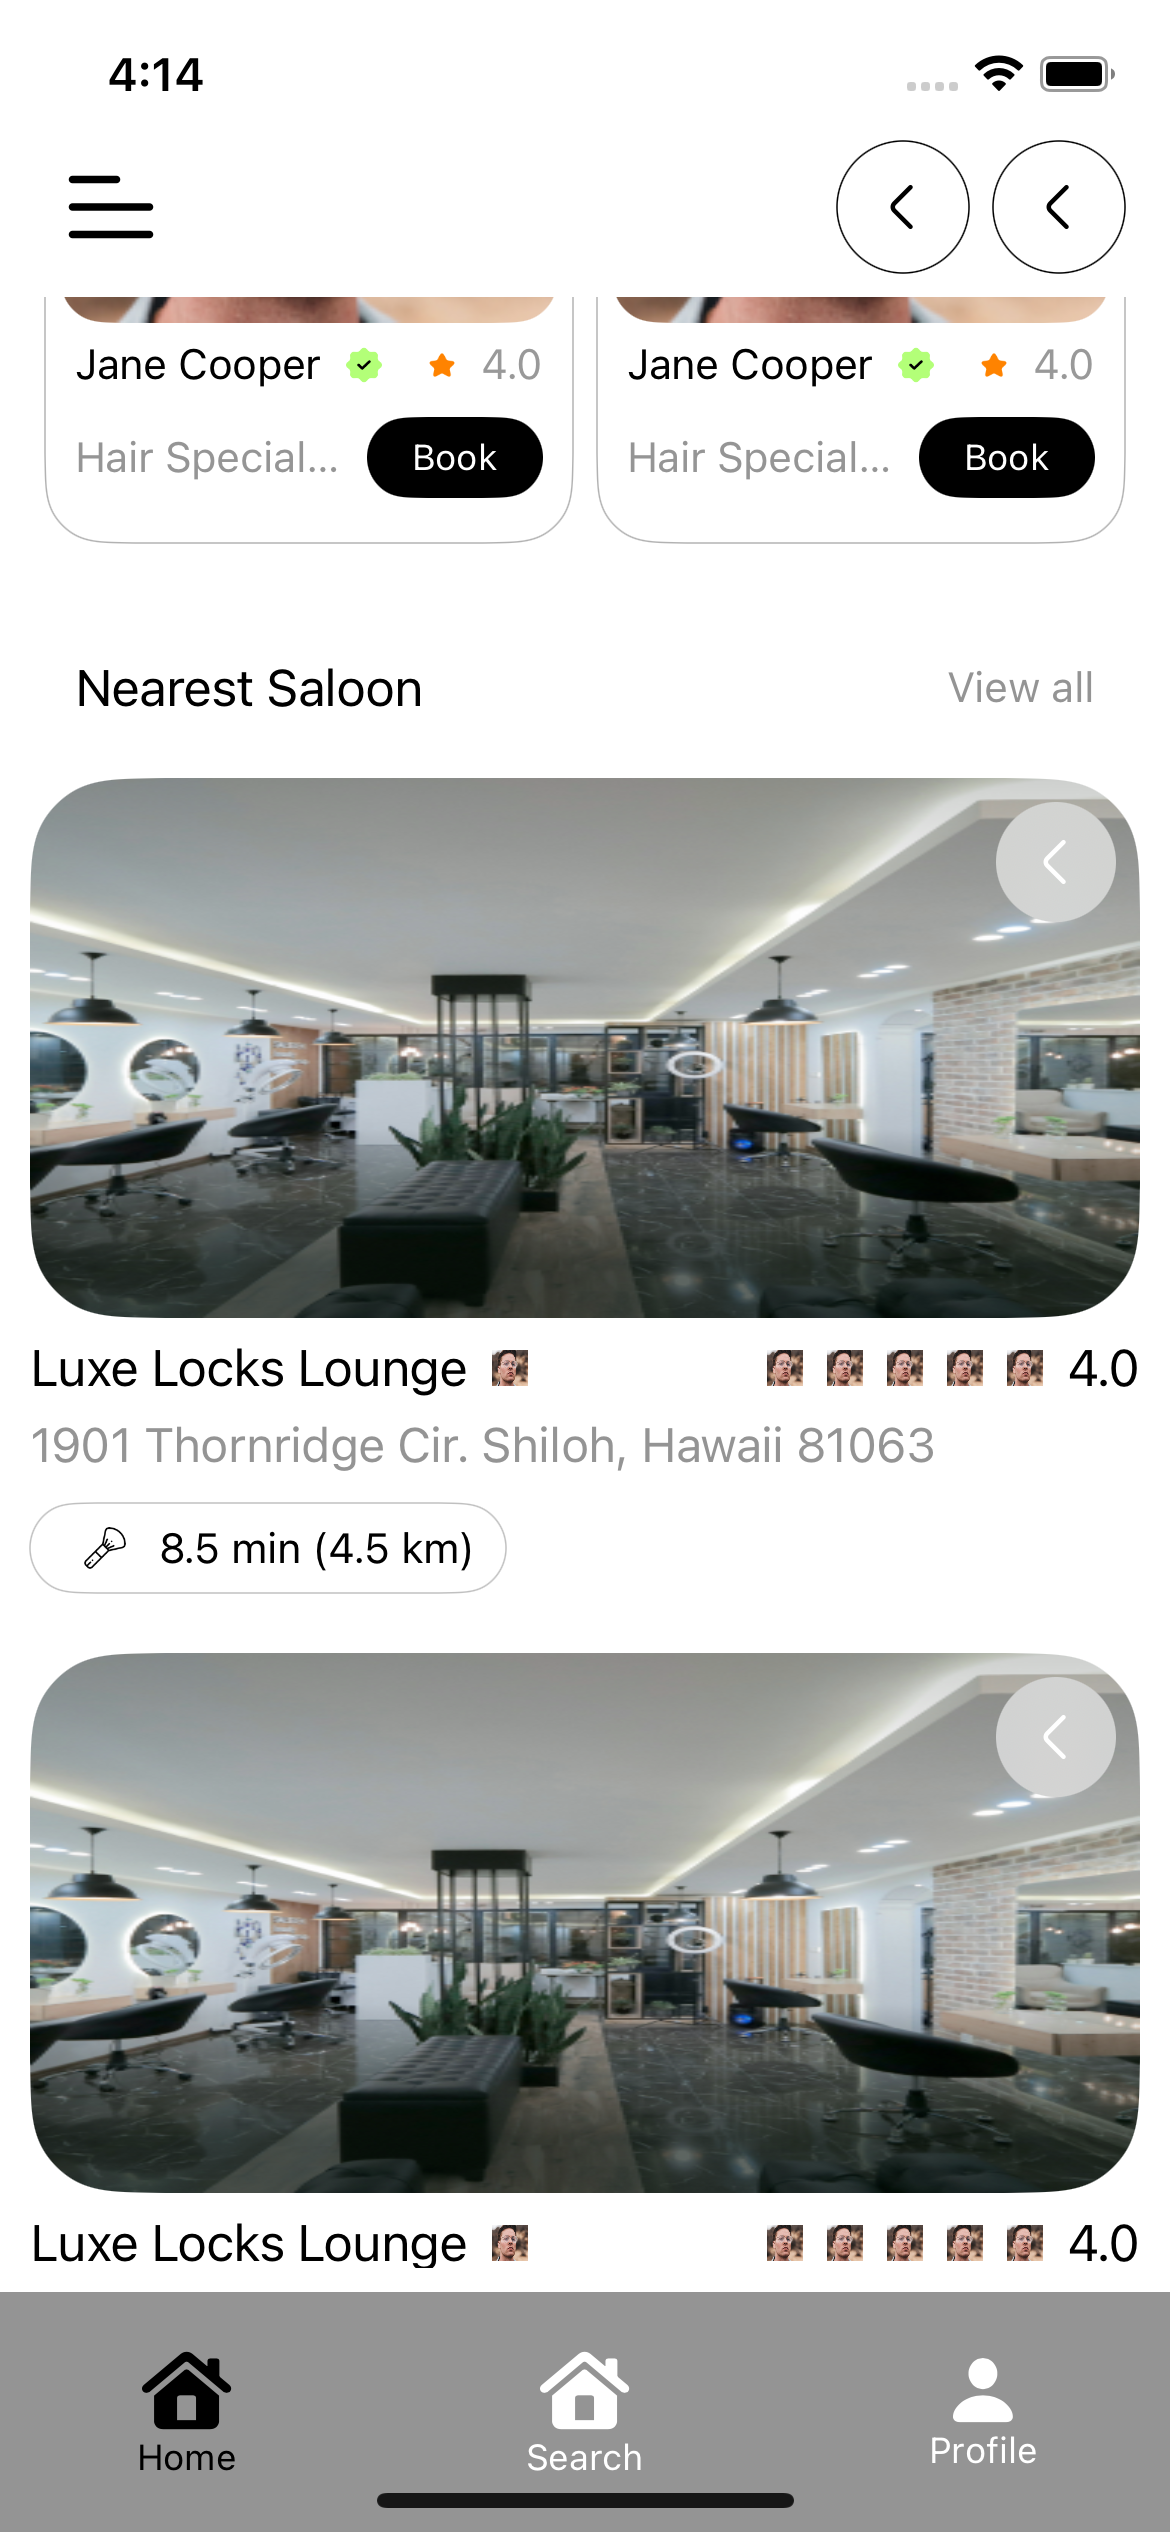 4:14
Jane Cooper 4.0 Jane Cooper 4.0
Hair Special... Book Hair Special... Book
Nearest Saloon View all
Luxe Locks Lounge 4.0
1901 Thornridge Cir. Shiloh, Hawaii 81063
8.5 min (4.5 km)
Luxe Locks Lounge 4.0
Home Search Profile